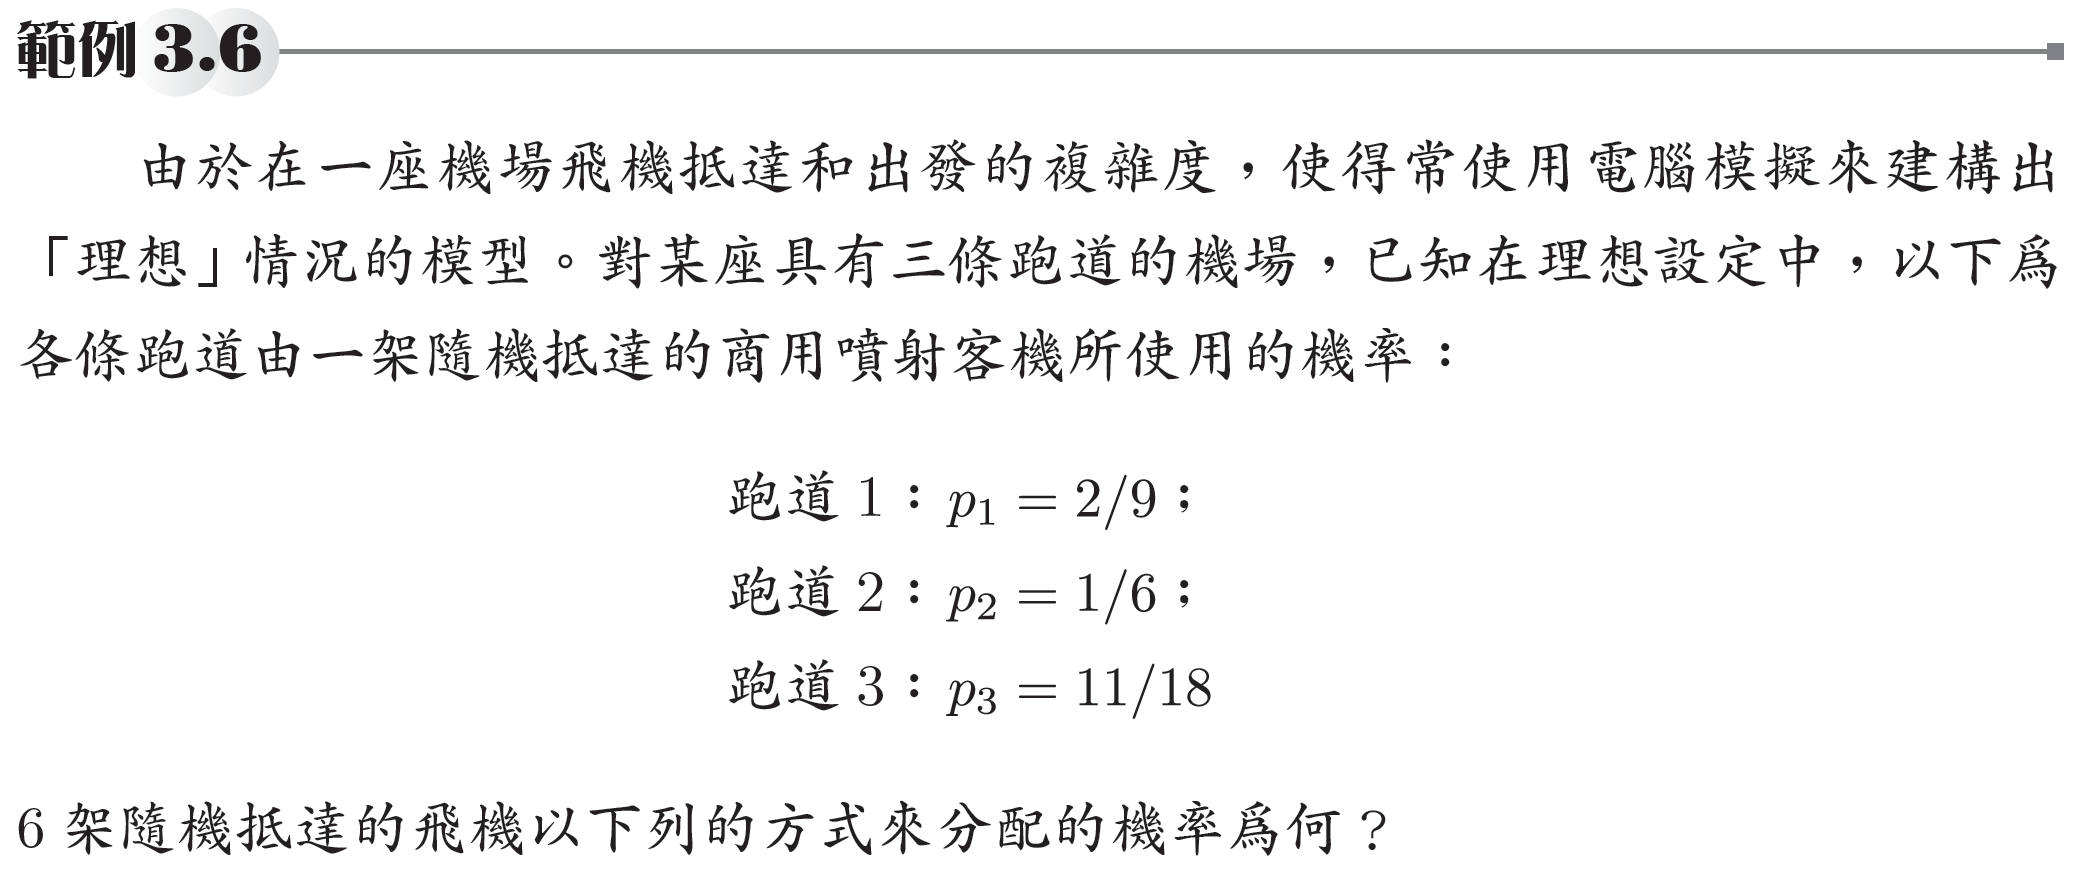 範例 3.6
由於在一座機場飛機抵達和出發的複雜度，使得常使用電腦模擬來建構出
「理想」情況的模型。對某座具有三條跑道的機場，已知在理想設定中，以下爲
各條跑道由一架隨機抵達的商用噴射客機所使用的機率：
跑道 1：p₁ = 2/9；
跑道 2：p₂ = 1/6；
跑道 3：p₃ = 11/18
6 架隨機抵達的飛機以下列的方式來分配的機率爲何？